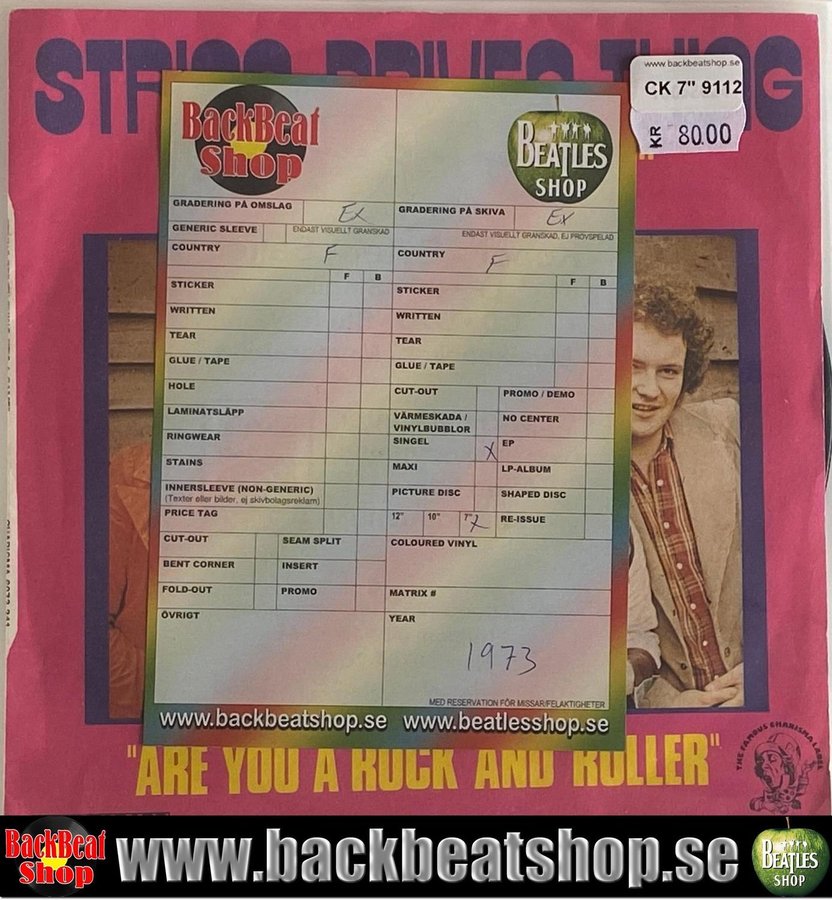 www.backbeatshop.se
CK 7" 9112
KR 80.00
BackBeat
Shop
BEATLES
SHOP
GRADERING PÅ OMSLAG Ex
GENERIC SLEEVE ENDAST VISUELLT GRANSKAD
COUNTRY F
F B
STICKER
WRITTEN
TEAR
GLUE / TAPE
HOLE
LAMINATSLÄPP
RINGWEAR
STAINS
INNERSLEEVE (NON-GENERIC)
(Texter eller bilder, ej skivbolagsreklam)
PRICE TAG
CUT-OUT SEAM SPLIT
BENT CORNER INSERT
FOLD-OUT PROMO
ÖVRIGT
GRADERING PÅ SKIVA Ex
ENDAST VISUELLT GRANSKAD, EJ PROVSPELAD
COUNTRY F
F B
STICKER
WRITTEN
TEAR
GLUE / TAPE
CUT-OUT PROMO / DEMO
VÄRMESKADA / NO CENTER
VINYLBUBBLOR
SINGEL X EP
MAXI LP-ALBUM
PICTURE DISC SHAPED DISC
12" 10" 7" X RE-ISSUE
COLOURED VINYL
MATRIX #
YEAR
1973
MED RESERVATION FÖR MISSAR/FELAKTIGHETER
www.backbeatshop.se www.beatlesshop.se
"ARE YOU A ROCK AND ROLLER"
THE FAMOUS CHARISMA LABEL
BackBeat
Shop
www.backbeatshop.se
BEATLES
SHOP